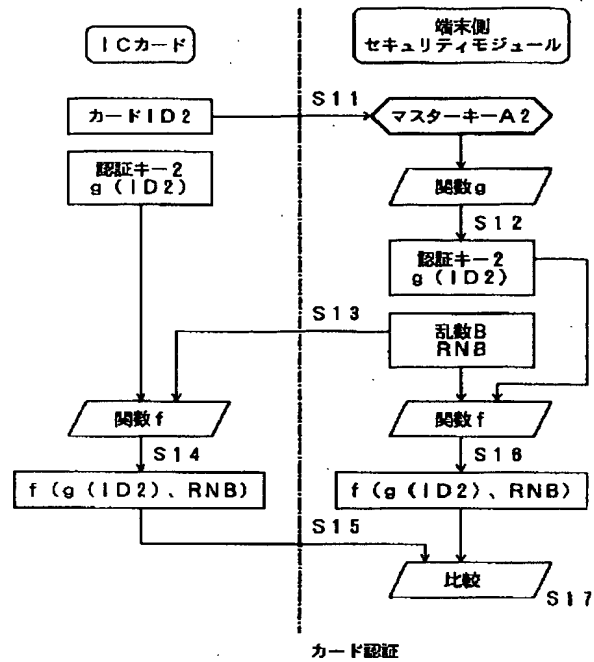 ICカード
端末側
セキュリティモジュール
カードID2
S11
マスターキーA2
認証キー2
g(ID2)
関数g
S12
認証キー2
g(ID2)
S13
乱数B
RNB
関数f
関数f
S14
S16
f(g(ID2)、RNB)
f(g(ID2)、RNB)
S15
比較
S17
カード認証